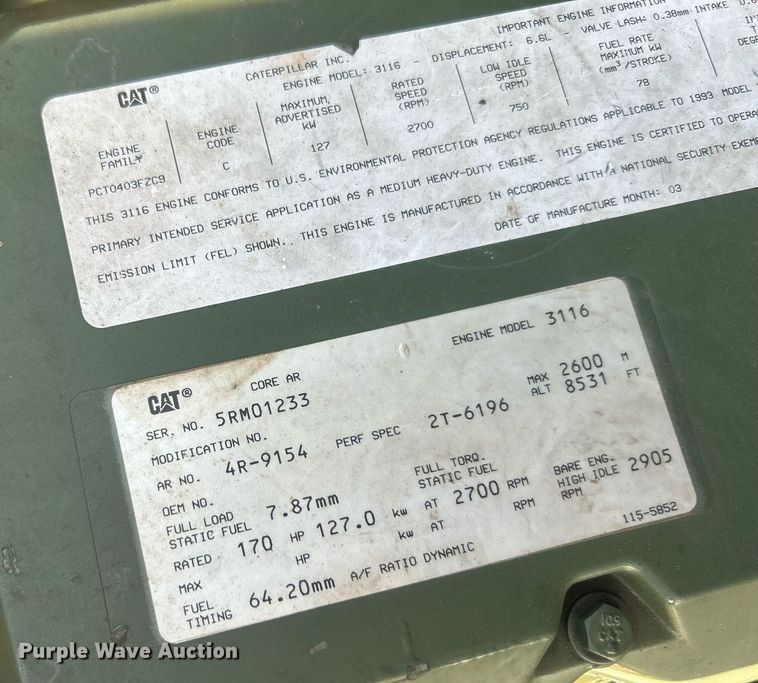 CAT® CATERPILLAR INC. IMPORTANT ENGINE INFORMATION
ENGINE MODEL: 3116 - DISPLACEMENT: 6.6L - VALVE LASH: 0.38mm INTAKE
ENGINE FAMILY ENGINE CODE MAXIMUM ADVERTISED kW RATED SPEED (RPM) LOW IDLE SPEED (RPM) FUEL RATE MAXIMUM kW (mm³/STROKE)
PCT0403FZC9 C 127 2700 750 78
THIS 3116 ENGINE CONFORMS TO U.S. ENVIRONMENTAL PROTECTION AGENCY REGULATIONS APPLICABLE TO 1993 MODEL
PRIMARY INTENDED SERVICE APPLICATION AS A MEDIUM HEAVY-DUTY ENGINE. THIS ENGINE IS CERTIFIED TO
EMISSION LIMIT (FEL) SHOWN. THIS ENGINE IS MANUFACTURED IN ACCORDANCE WITH A NATIONAL SECURITY
DATE OF MANUFACTURE MONTH: 03
CAT® CORE AR ENGINE MODEL 3116
SER. NO. 5RM01233
MODIFICATION NO. MAX ALT 2600 M 8531 FT
AR NO. 4R-9154 PERF SPEC 2T-6196
OEM NO.
FULL LOAD STATIC FUEL 7.87mm FULL TORQ. STATIC FUEL BARE ENG. HIGH IDLE RPM 2905
RATED 170 HP 127.0 kw AT 2700 RPM
MAX HP kw AT RPM
FUEL TIMING 64.20mm A/F RATIO DYNAMIC 115-5852
10.9
CAT
Purple Wave Auction